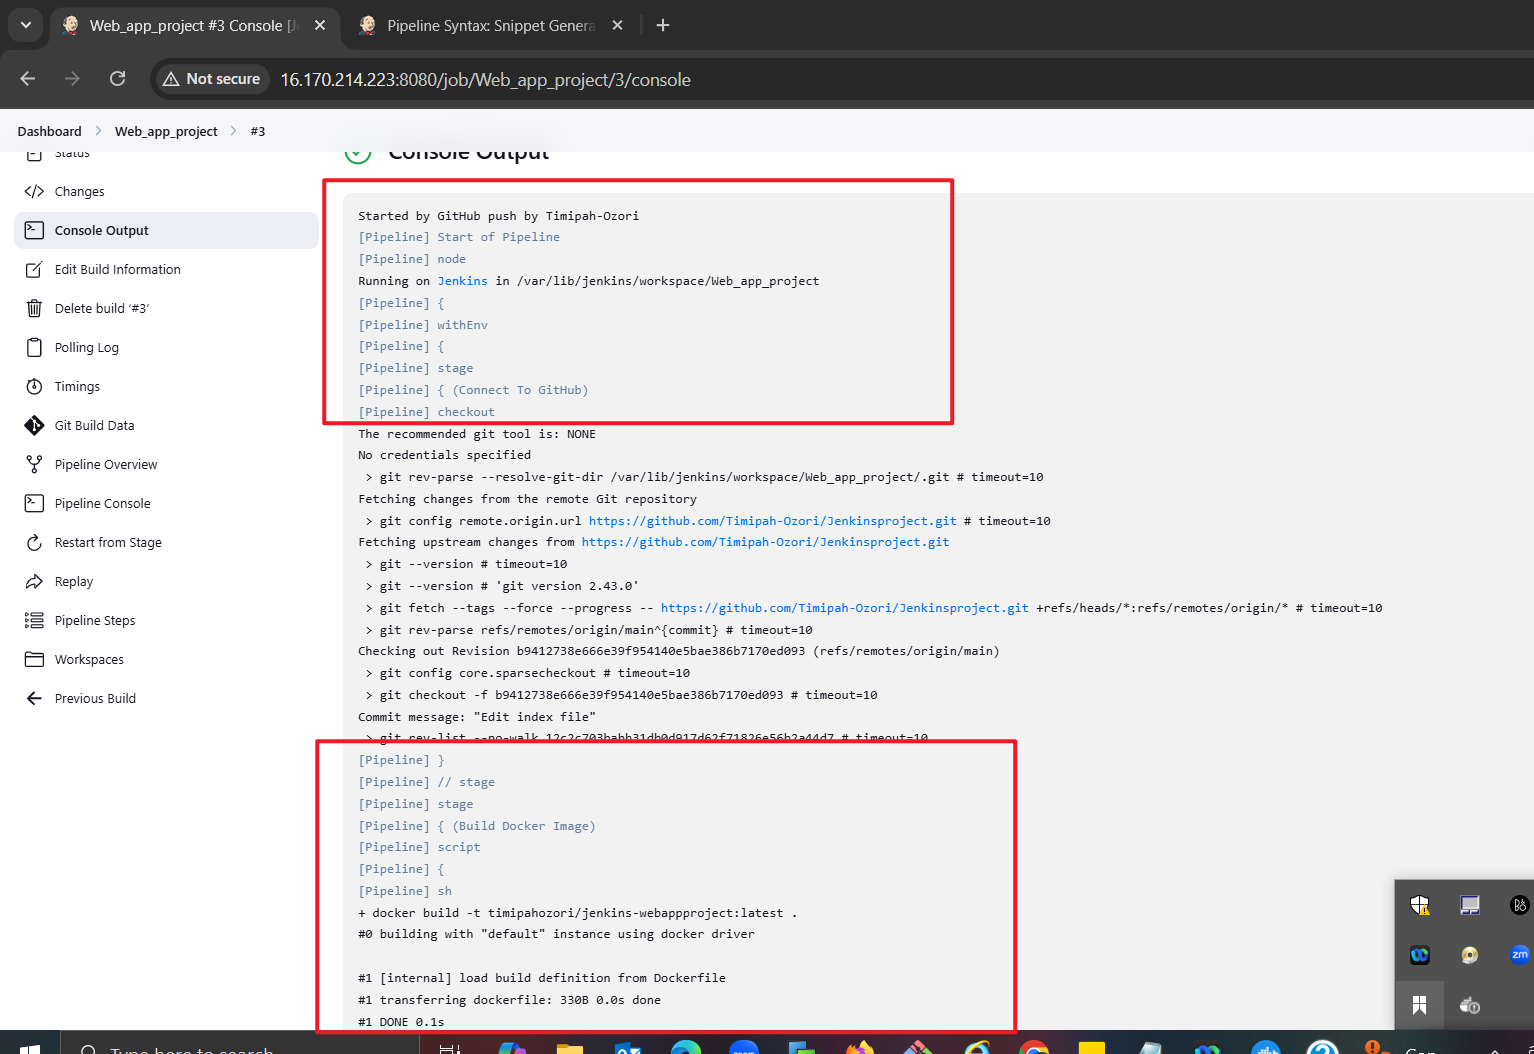 Web_app_project #3 Console [J
Pipeline Syntax: Snippet Genera
Not secure
16.170.214.223:8080/job/Web_app_project/3/console
Dashboard > Web_app_project > #3
Status
Changes
Console Output
Edit Build Information
Delete build ‘#3’
Polling Log
Timings
Git Build Data
Pipeline Overview
Pipeline Console
Restart from Stage
Replay
Pipeline Steps
Workspaces
Previous Build
Console Output
Started by GitHub push by Timipah-Ozori
[Pipeline] Start of Pipeline
[Pipeline] node
Running on Jenkins in /var/lib/jenkins/workspace/Web_app_project
[Pipeline] {
[Pipeline] withEnv
[Pipeline] {
[Pipeline] stage
[Pipeline] { (Connect To GitHub)
[Pipeline] checkout
The recommended git tool is: NONE
No credentials specified
> git rev-parse --resolve-git-dir /var/lib/jenkins/workspace/Web_app_project/.git # timeout=10
Fetching changes from the remote Git repository
> git config remote.origin.url https://github.com/Timipah-Ozori/Jenkinsproject.git # timeout=10
Fetching upstream changes from https://github.com/Timipah-Ozori/Jenkinsproject.git
> git --version # timeout=10
> git --version # 'git version 2.43.0'
> git fetch --tags --force --progress -- https://github.com/Timipah-Ozori/Jenkinsproject.git +refs/heads/*:refs/remotes/origin/* # timeout=10
> git rev-parse refs/remotes/origin/main^{commit} # timeout=10
Checking out Revision b9412738e666e39f954140e5bae386b7170ed093 (refs/remotes/origin/main)
> git config core.sparsecheckout # timeout=10
> git checkout -f b9412738e666e39f954140e5bae386b7170ed093 # timeout=10
Commit message: "Edit index file"
> git rev-list --no-walk # timeout=10
[Pipeline] }
[Pipeline] // stage
[Pipeline] stage
[Pipeline] { (Build Docker Image)
[Pipeline] script
[Pipeline] {
[Pipeline] sh
+ docker build -t timipahozori/jenkins-webappproject:latest .
#0 building with "default" instance using docker driver
#1 [internal] load build definition from Dockerfile
#1 transferring dockerfile: 330B 0.0s done
#1 DONE 0.1s
zm
Type here to search
zoom